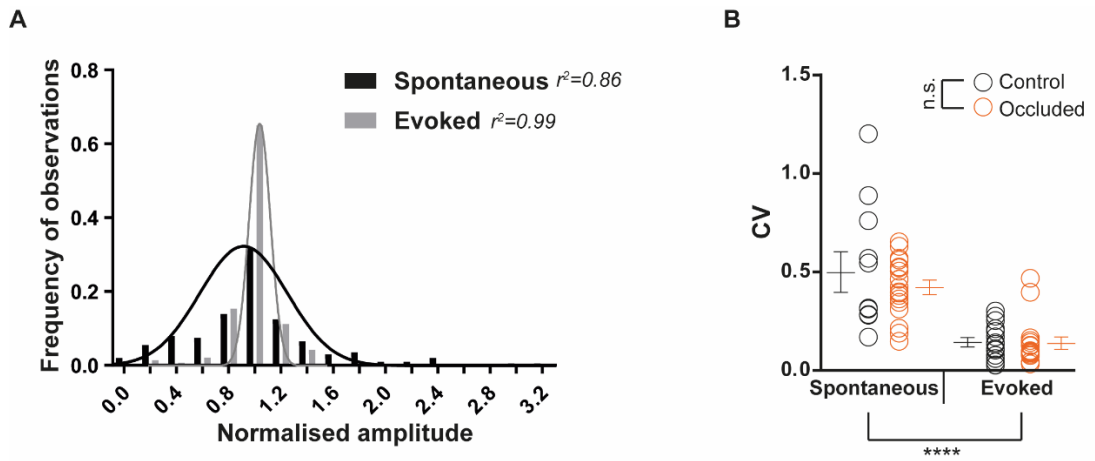 A
Frequency of observations
0.8
0.6
0.4
0.2
0.0
Spontaneous r²=0.86
Evoked r²=0.99
0.0 0.4 0.8 1.2 1.6 2.0 2.4 2.8 3.2
Normalised amplitude
B
CV
1.5
1.0
0.5
0.0
n.s.
Control
Occluded
Spontaneous Evoked
****